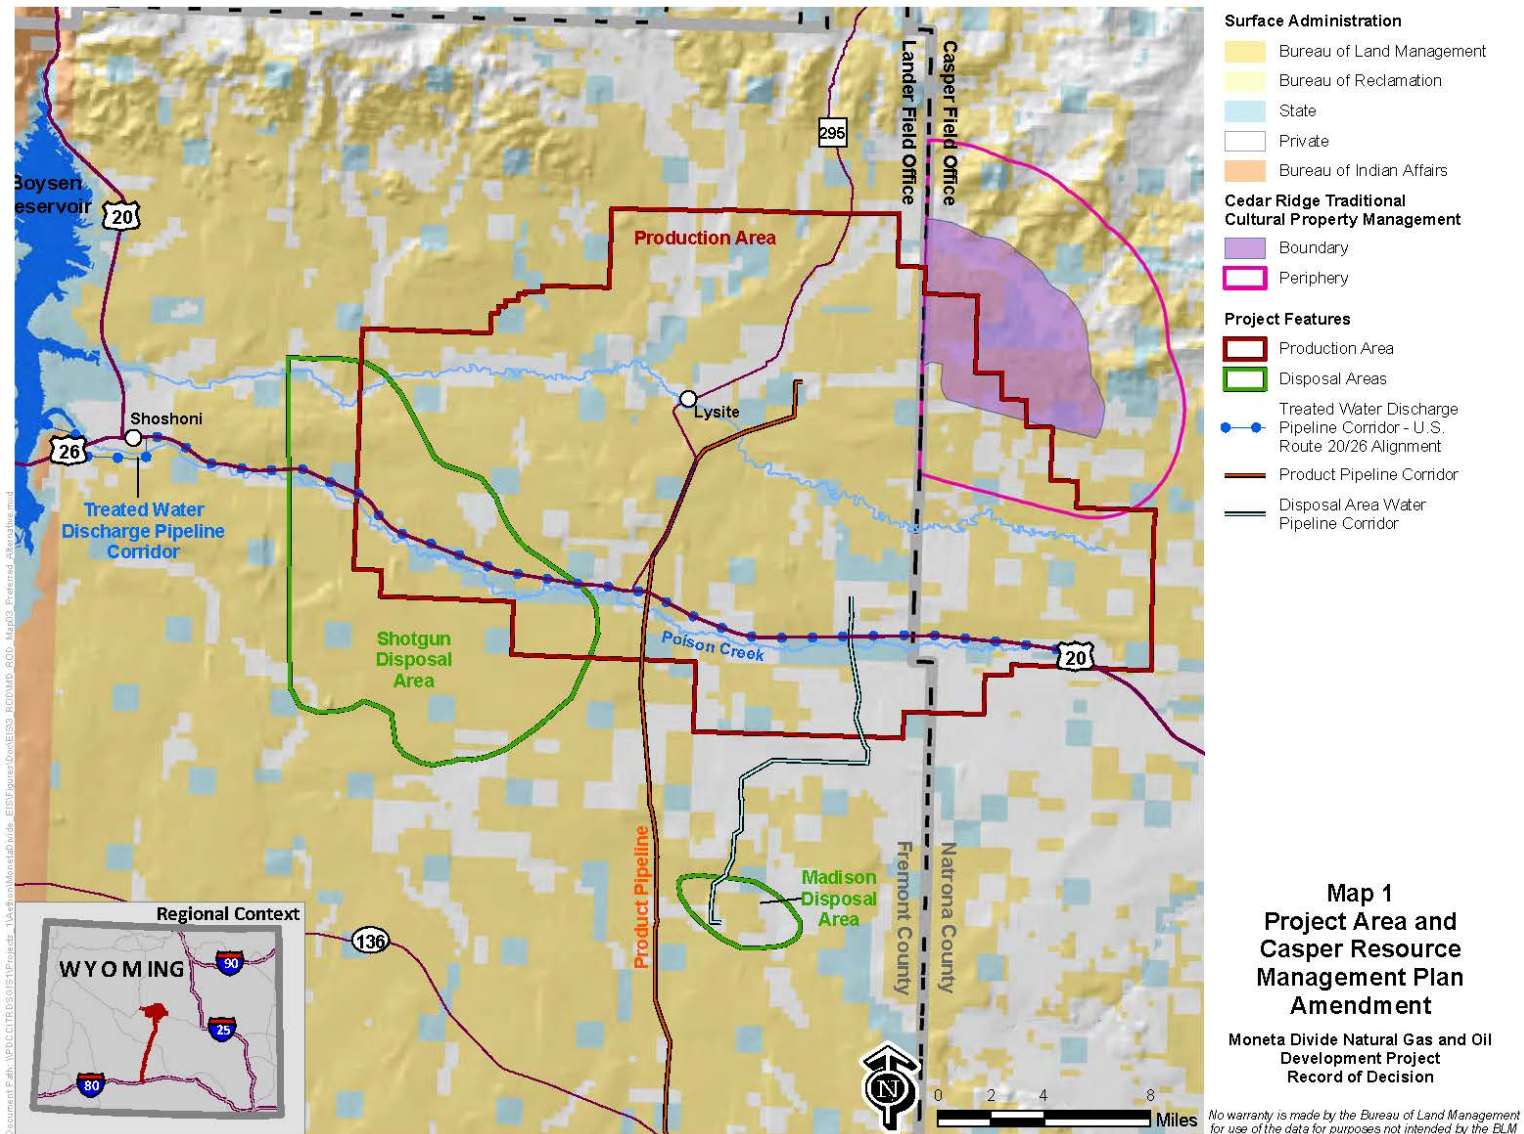 Boysen
Reservoir
20
26
Shoshoni
Treated Water
Discharge Pipeline
Corridor
Production Area
295
Lander Field Office
Casper Field Office
Lysite
Shotgun
Disposal
Area
Poison Creek
20
Product Pipeline
Madison
Disposal
Area
Fremont County
Natrona County
136
Regional Context
WYOMING
90
25
80
N
0 2 4 8
Miles
Surface Administration
Bureau of Land Management
Bureau of Reclamation
State
Private
Bureau of Indian Affairs
Cedar Ridge Traditional
Cultural Property Management
Boundary
Periphery
Project Features
Production Area
Disposal Areas
Treated Water Discharge
Pipeline Corridor - U.S.
Route 20/26 Alignment
Product Pipeline Corridor
Disposal Area Water
Pipeline Corridor
Map 1
Project Area and
Casper Resource
Management Plan
Amendment
Moneta Divide Natural Gas and Oil
Development Project
Record of Decision
No warranty is made by the Bureau of Land Management
for use of the data for purposes not intended by the BLM